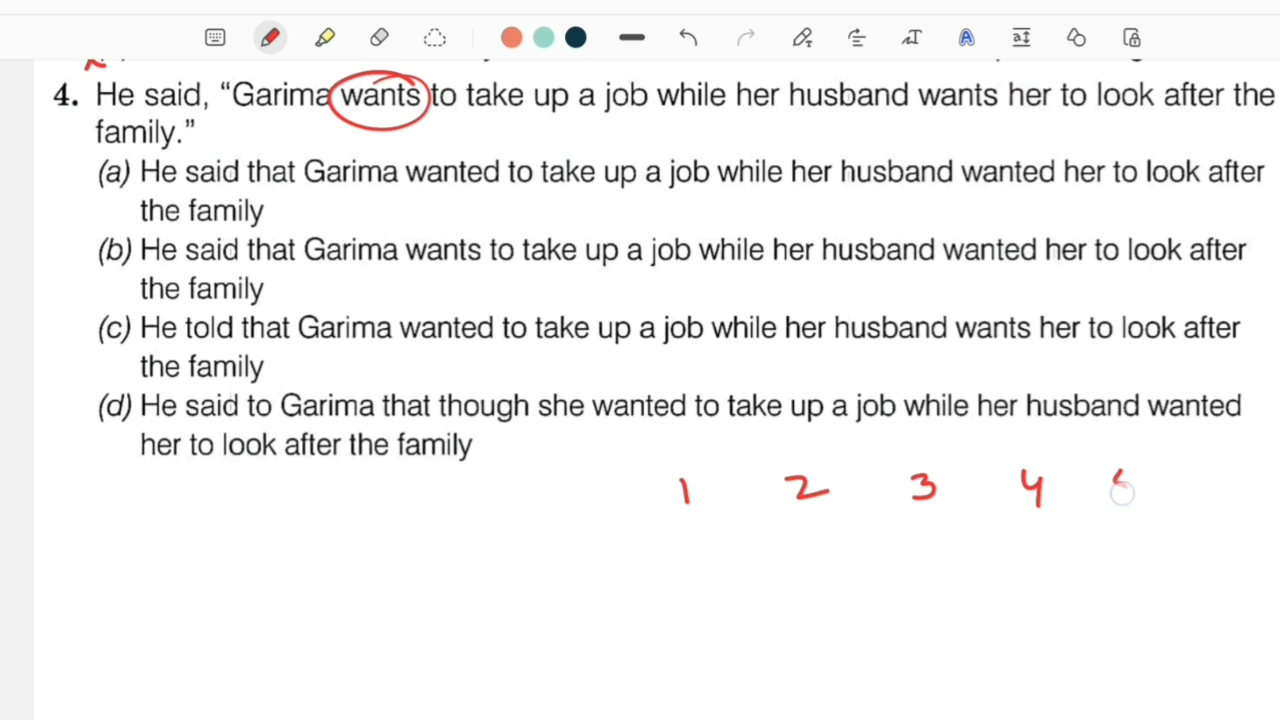 4. He said, “Garima wants to take up a job while her husband wants her to look after the
family.”
(a) He said that Garima wanted to take up a job while her husband wanted her to look after
the family
(b) He said that Garima wants to take up a job while her husband wanted her to look after
the family
(c) He told that Garima wanted to take up a job while her husband wants her to look after
the family
(d) He said to Garima that though she wanted to take up a job while her husband wanted
her to look after the family
1 2 3 4